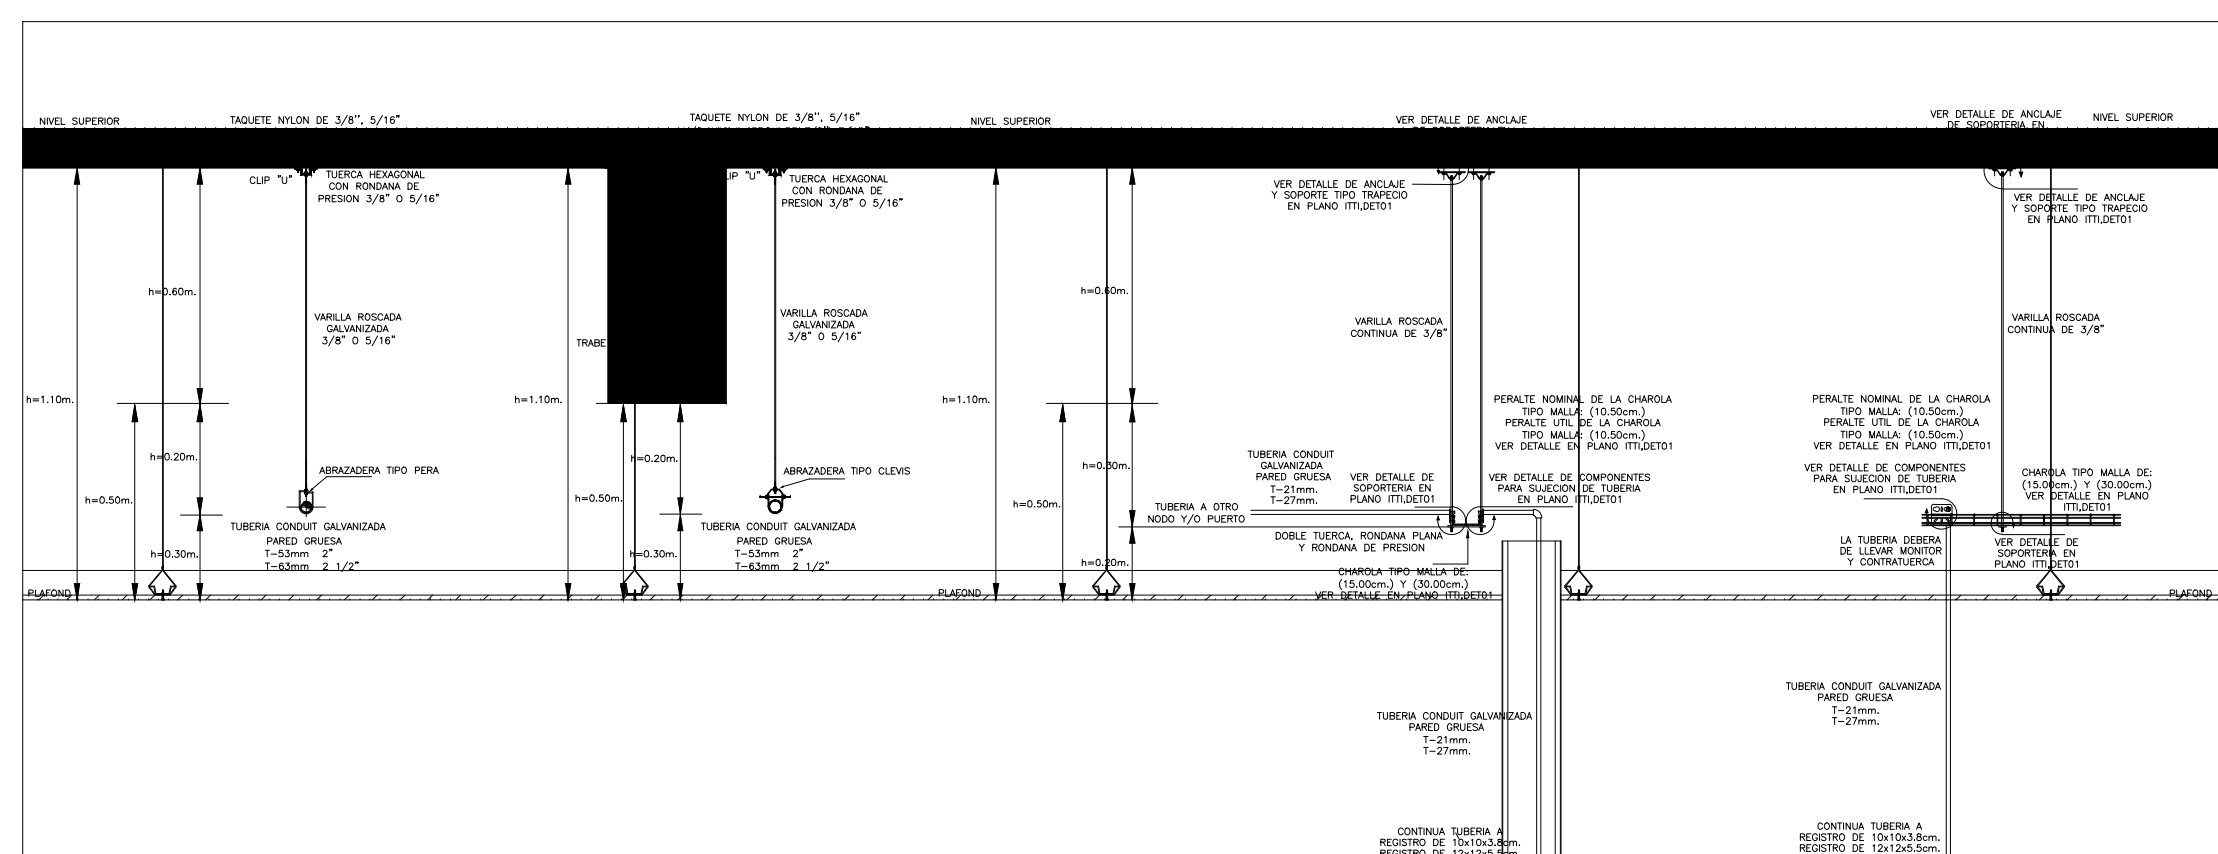 NIVEL SUPERIOR
TAQUETE NYLON DE 3/8'', 5/16"
TAQUETE NYLON DE 3/8'', 5/16"
NIVEL SUPERIOR
VER DETALLE DE ANCLAJE
VER DETALLE DE ANCLAJE
DE SOPORTERIA EN
NIVEL SUPERIOR
CLIP "U"
TUERCA HEXAGONAL
CON RONDANA DE
PRESION 3/8" O 5/16"
"U"
TUERCA HEXAGONAL
CON RONDANA DE
PRESION 3/8" O 5/16"
VER DETALLE DE ANCLAJE
Y SOPORTE TIPO TRAPECIO
EN PLANO ITTI,DET01
VER DETALLE DE ANCLAJE
Y SOPORTE TIPO TRAPECIO
EN PLANO ITTI,DET01
h=0.60m.
h=0.60m.
VARILLA ROSCADA
GALVANIZADA
3/8" O 5/16"
TRABE
VARILLA ROSCADA
GALVANIZADA
3/8" O 5/16"
VARILLA ROSCADA
CONTINUA DE 3/8"
VARILLA ROSCADA
CONTINUA DE 3/8"
h=1.10m.
h=1.10m.
h=1.10m.
PERALTE NOMINAL DE LA CHAROLA
TIPO MALLA: (10.50cm.)
PERALTE UTIL DE LA CHAROLA
TIPO MALLA: (10.50cm.)
VER DETALLE EN PLANO ITTI,DET01
PERALTE NOMINAL DE LA CHAROLA
TIPO MALLA: (10.50cm.)
PERALTE UTIL DE LA CHAROLA
TIPO MALLA: (10.50cm.)
VER DETALLE EN PLANO ITTI,DET01
h=0.20m.
h=0.20m.
h=0.30m.
ABRAZADERA TIPO PERA
ABRAZADERA TIPO CLEVIS
TUBERIA CONDUIT
GALVANIZADA
PARED GRUESA
T-21mm.
T-27mm.
VER DETALLE DE
SOPORTERIA EN
PLANO ITTI,DET01
VER DETALLE DE COMPONENTES
PARA SUJECION DE TUBERIA
EN PLANO ITTI,DET01
VER DETALLE DE COMPONENTES
PARA SUJECION DE TUBERIA
EN PLANO ITTI,DET01
CHAROLA TIPO MALLA DE:
(15.00cm.) Y (30.00cm.)
VER DETALLE EN PLANO
ITTI,DET01
h=0.50m.
h=0.50m.
h=0.50m.
TUBERIA A OTRO
NODO Y/O PUERTO
TUBERIA CONDUIT GALVANIZADA
PARED GRUESA
T-53mm 2"
T-63mm 2 1/2"
TUBERIA CONDUIT GALVANIZADA
PARED GRUESA
T-53mm 2"
T-63mm 2 1/2"
DOBLE TUERCA, RONDANA PLANA
Y RONDANA DE PRESION
LA TUBERIA DEBERA
DE LLEVAR MONITOR
Y CONTRATUERCA
VER DETALLE DE
SOPORTERIA EN
PLANO ITTI,DET01
h=0.30m.
h=0.30m.
h=0.20m.
CHAROLA TIPO MALLA DE:
(15.00cm.) Y (30.00cm.)
VER DETALLE EN PLANO ITTI,DET01
PLAFOND
PLAFOND
PLAFOND
TUBERIA CONDUIT GALVANIZADA
PARED GRUESA
T-21mm.
T-27mm.
TUBERIA CONDUIT GALVANIZADA
PARED GRUESA
T-21mm.
T-27mm.
CONTINUA TUBERIA A
REGISTRO DE 10x10x3.8cm.
REGISTRO DE 12x12x5.5cm.
CONTINUA TUBERIA A
REGISTRO DE 10x10x3.8cm.
REGISTRO DE 12x12x5.5cm.